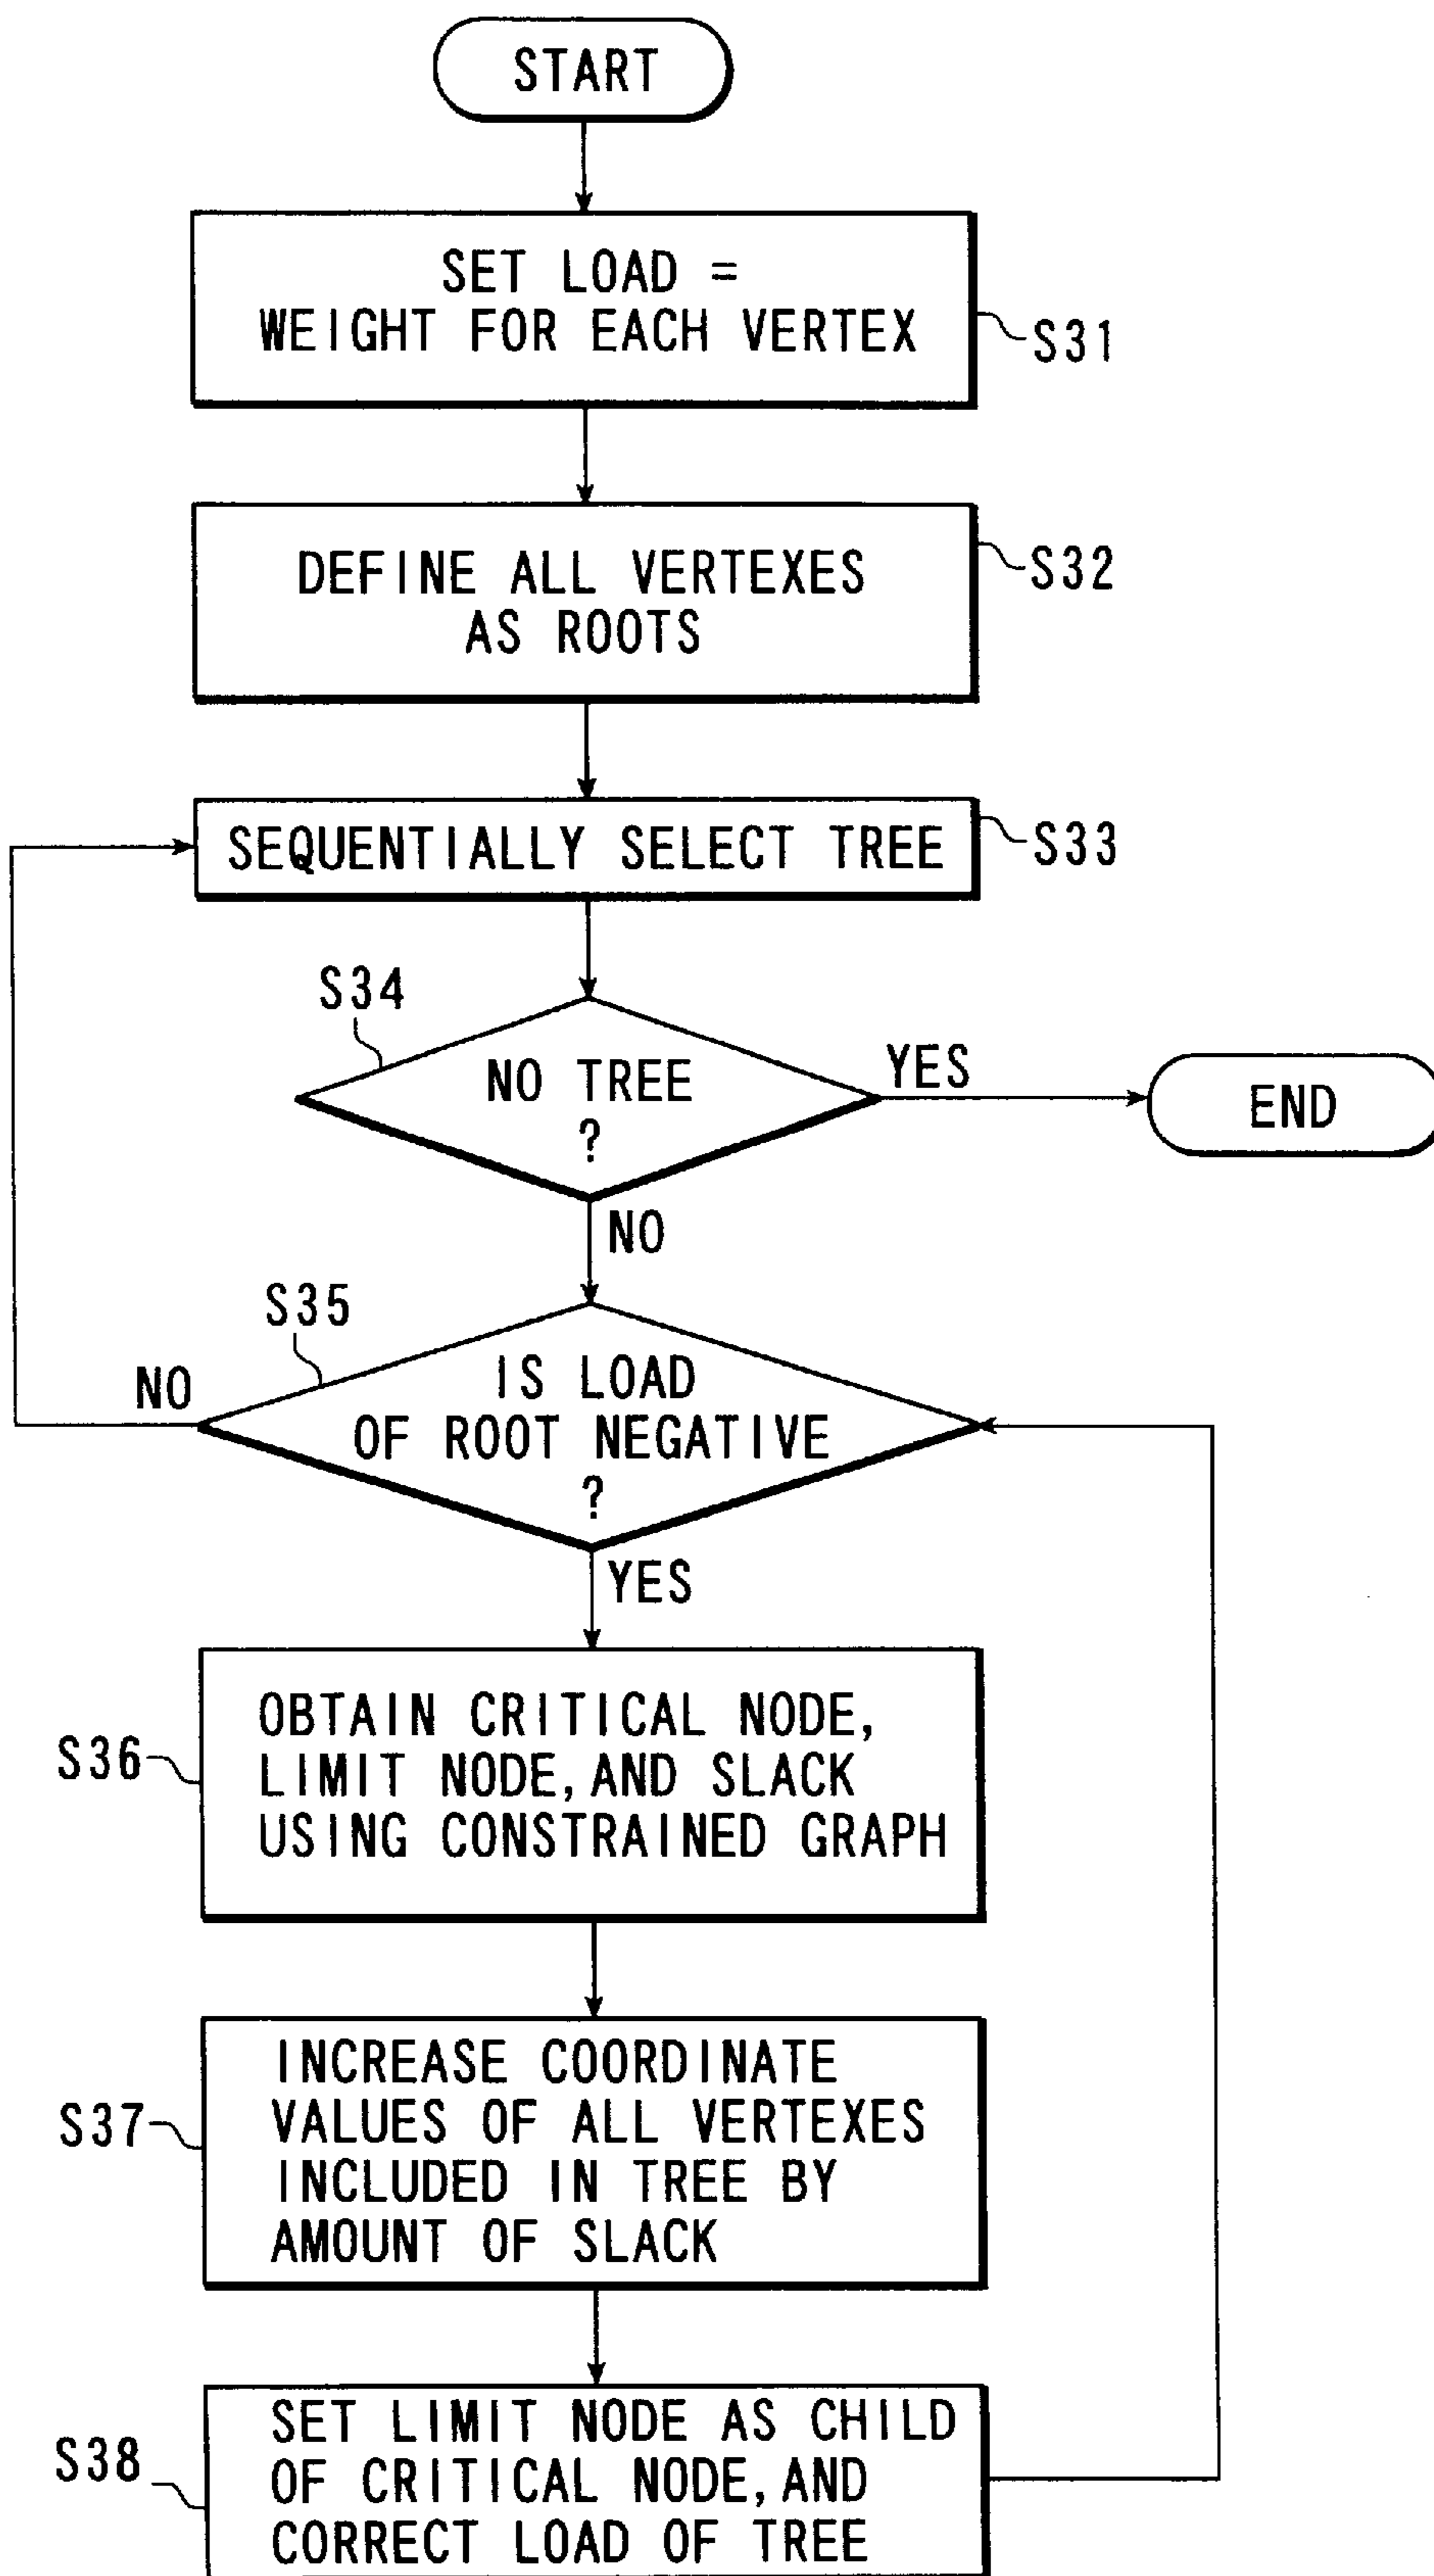 START
SET LOAD =
WEIGHT FOR EACH VERTEX
S31
DEFINE ALL VERTEXES
AS ROOTS
S32
SEQUENTIALLY SELECT TREE
S33
S34
NO TREE
?
YES
END
NO
S35
NO
IS LOAD
OF ROOT NEGATIVE
?
YES
S36
OBTAIN CRITICAL NODE,
LIMIT NODE, AND SLACK
USING CONSTRAINED GRAPH
S37
INCREASE COORDINATE
VALUES OF ALL VERTEXES
INCLUDED IN TREE BY
AMOUNT OF SLACK
S38
SET LIMIT NODE AS CHILD
OF CRITICAL NODE, AND
CORRECT LOAD OF TREE